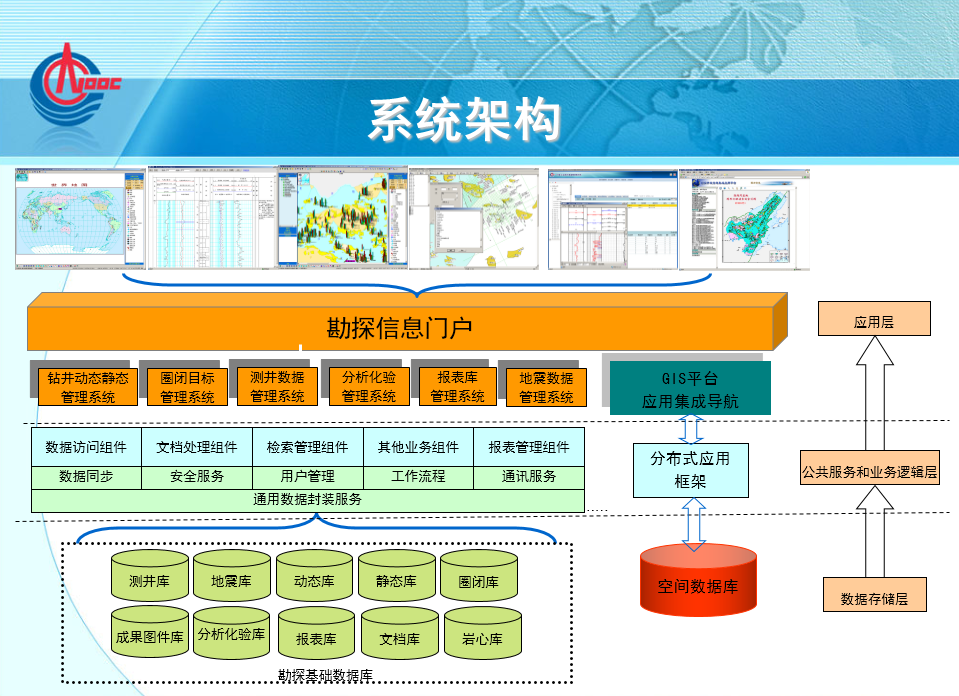 CNOOC
系统架构
世界地图
勘探信息门户
应用层
钻井动态静态
管理系统
圈闭目标
管理系统
测井数据
管理系统
分析化验
管理系统
报表库
管理系统
地震数据
管理系统
GIS平台
应用集成导航
数据访问组件
文档处理组件
检索管理组件
其他业务组件
报表管理组件
数据同步
安全服务
用户管理
工作流程
通讯服务
通用数据封装服务
……
分布式应用
框架
公共服务和业务逻辑层
测井库
地震库
动态库
静态库
圈闭库
成果图件库
分析化验库
报表库
文档库
岩心库
勘探基础数据库
空间数据库
数据存储层